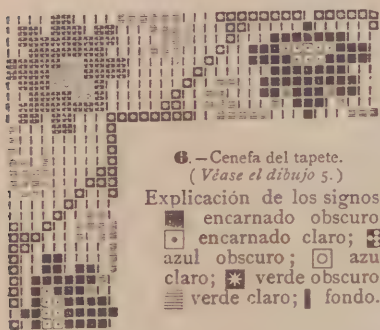 6.—Cenefa del tapete.
(Véase el dibujo 5.)
Explicación de los signos
encarnado obscuro
encarnado claro;
azul obscuro; azu
claro; verde obscuro
verde claro; fondo.